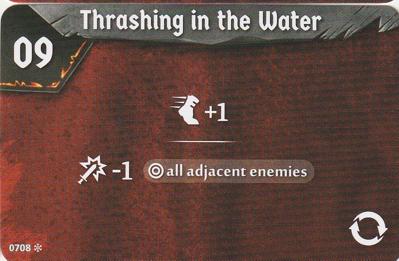 Thrashing in the Water
09
+1
-1 all adjacent enemies
0708